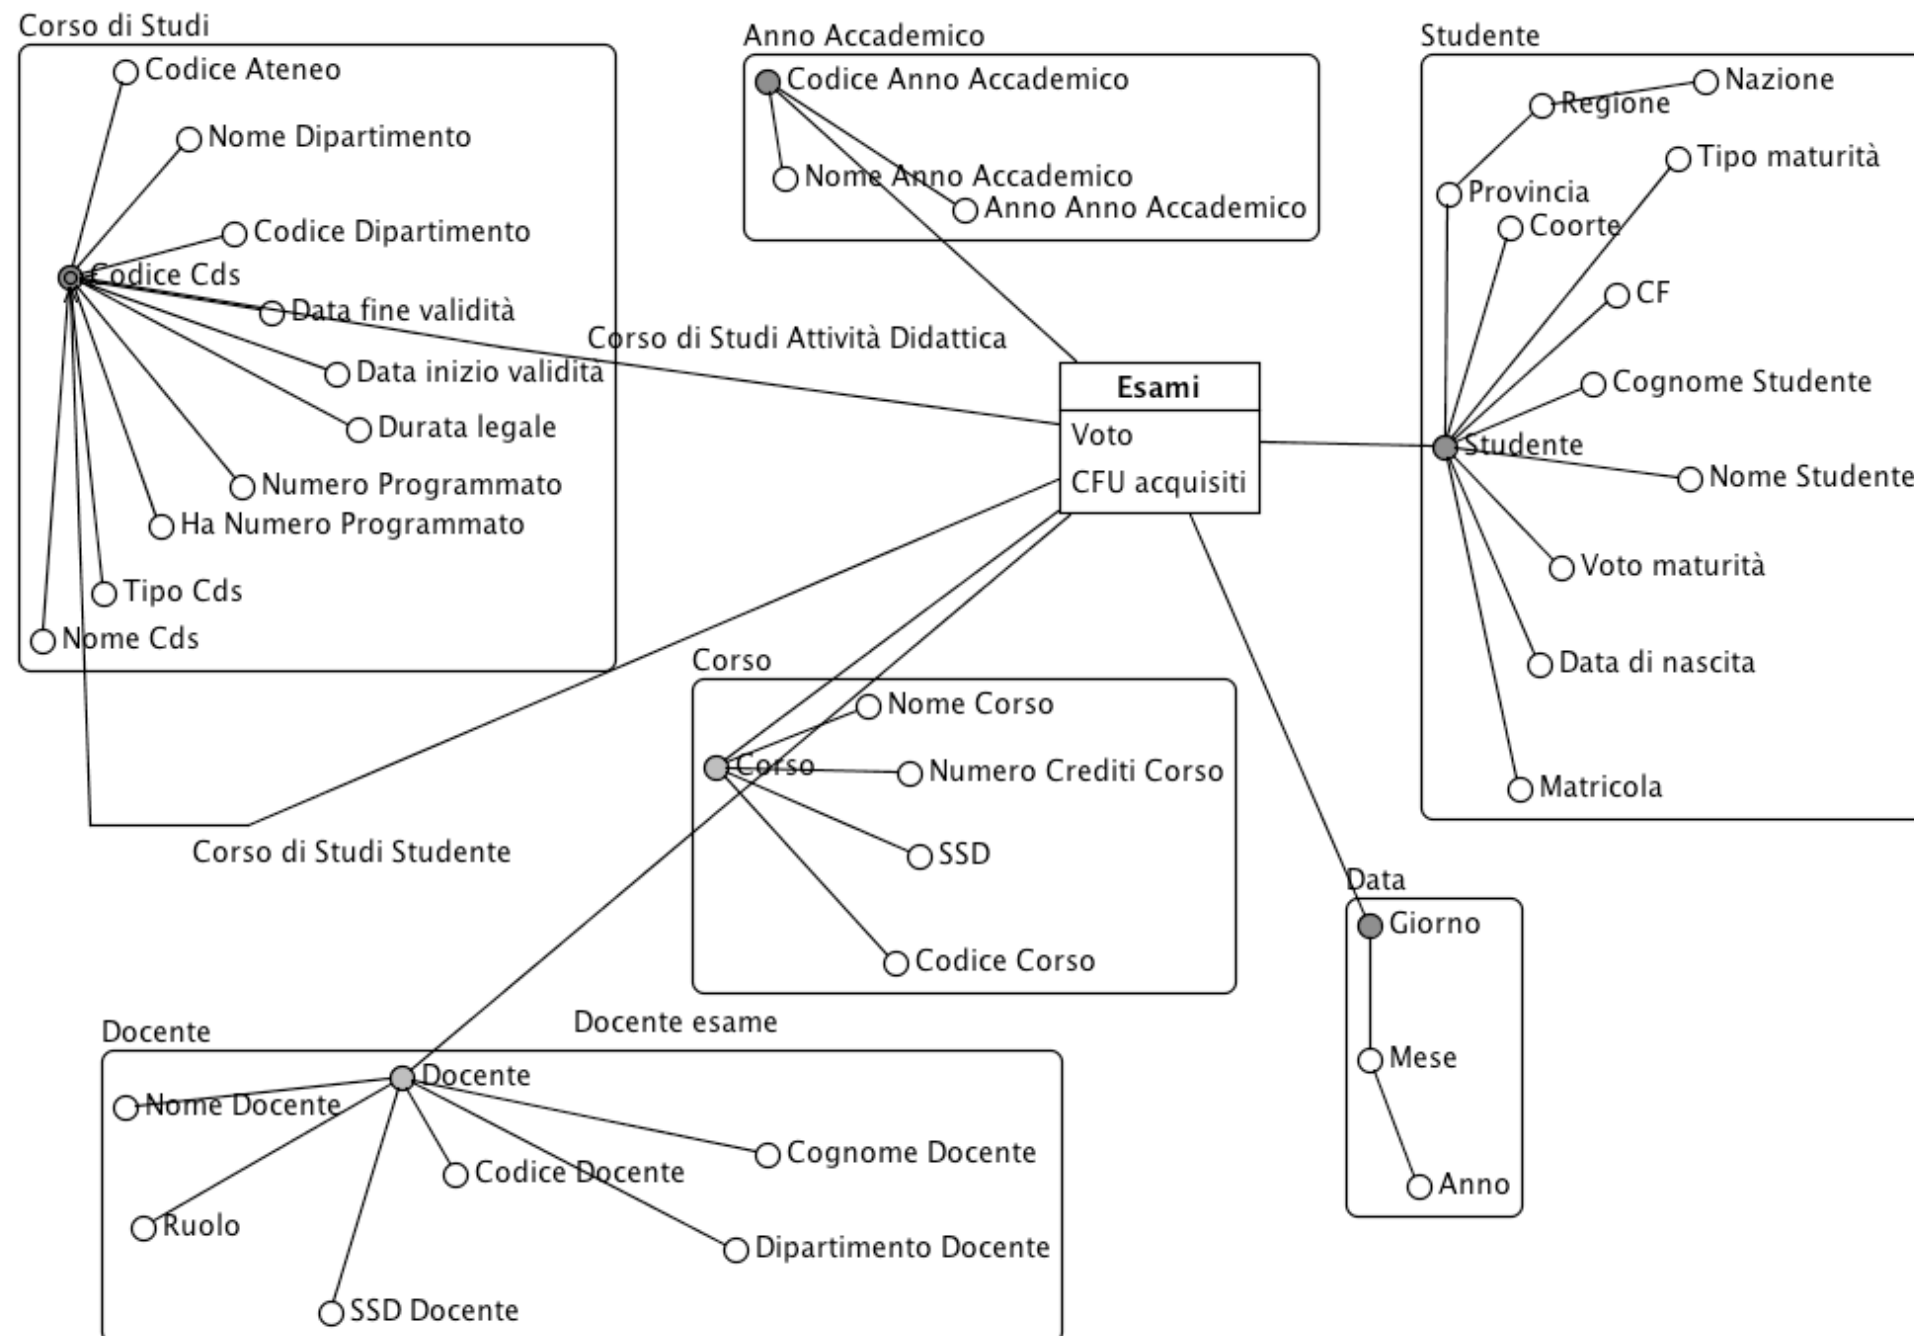 Corso di Studi
Codice Ateneo
Nome Dipartimento
Codice Dipartimento
Codice Cds
Data fine validità
Data inizio validità
Durata legale
Numero Programmato
Ha Numero Programmato
Tipo Cds
Nome Cds
Anno Accademico
Codice Anno Accademico
Nome Anno Accademico
Anno Anno Accademico
Studente
Nazione
Regione
Tipo maturità
Provincia
Coorte
CF
Cognome Studente
Studente
Nome Studente
Voto maturità
Data di nascita
Matricola
Corso di Studi Attività Didattica
Esami
Voto
CFU acquisiti
Corso di Studi Studente
Corso
Nome Corso
Corso
Numero Crediti Corso
SSD
Codice Corso
Data
Giorno
Mese
Anno
Docente esame
Docente
Docente
Nome Docente
Cognome Docente
Codice Docente
Ruolo
Dipartimento Docente
SSD Docente